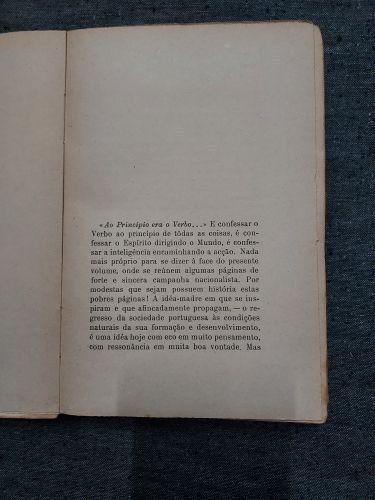 «Ao Princípio era o Verbo...» E confessar o
Verbo ao princípio de tôdas as coisas, é con-
fessar o Espírito dirigindo o Mundo, é confes-
sar a inteligência encaminhando a acção. Nada
mais próprio para se dizer à face do presente
volume, onde se reúnem algumas páginas de
forte e sincera campanha nacionalista. Por
modestas que sejam possuem história estas
pobres páginas! A idéa-madre em que se ins-
piram e que afincadamente propagam, — o re-
gresso da sociedade portuguesa às condições
naturais da sua formação e desenvolvimento,
é uma idéa hoje com eco em muito pensamento,
com ressonância em muita boa vontade. Mas